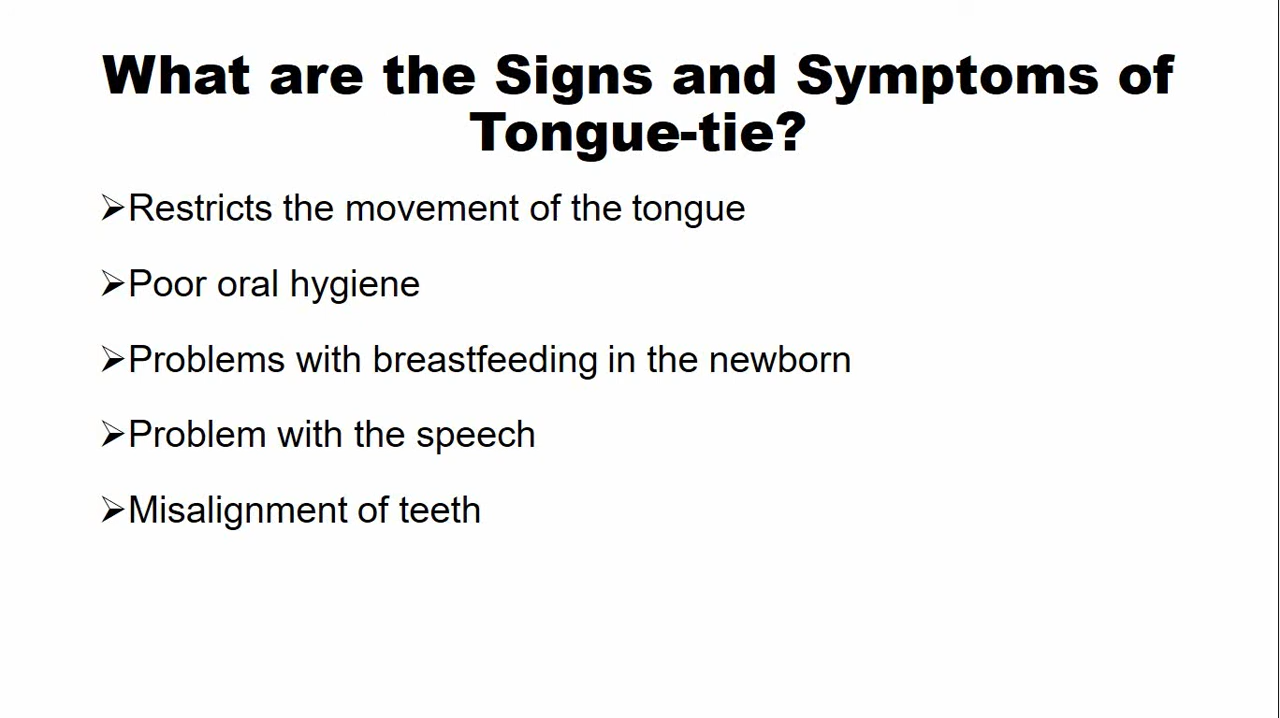 What are the Signs and Symptoms of
Tongue-tie?
➢Restricts the movement of the tongue
➢Poor oral hygiene
➢Problems with breastfeeding in the newborn
➢Problem with the speech
➢Misalignment of teeth